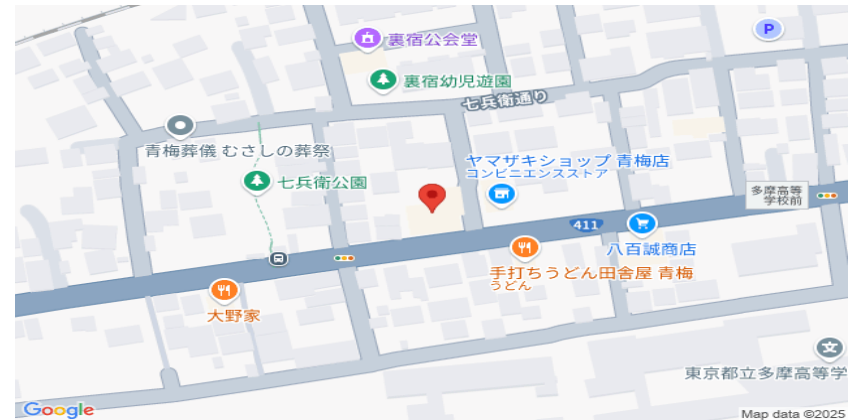 裏宿公会堂
P
裏宿幼児遊園
七兵衛通り
青梅葬儀 むさしの葬祭
ヤマザキショップ 青梅店
コンビニエンスストア
七兵衛公園
多摩高等
学校前
411
八百誠商店
手打ちうどん田舎屋 青梅
うどん
大野家
文
東京都立多摩高等学
Google
Map data ©2025